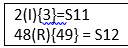 2(I){3}=S11
48(R){49} = S12